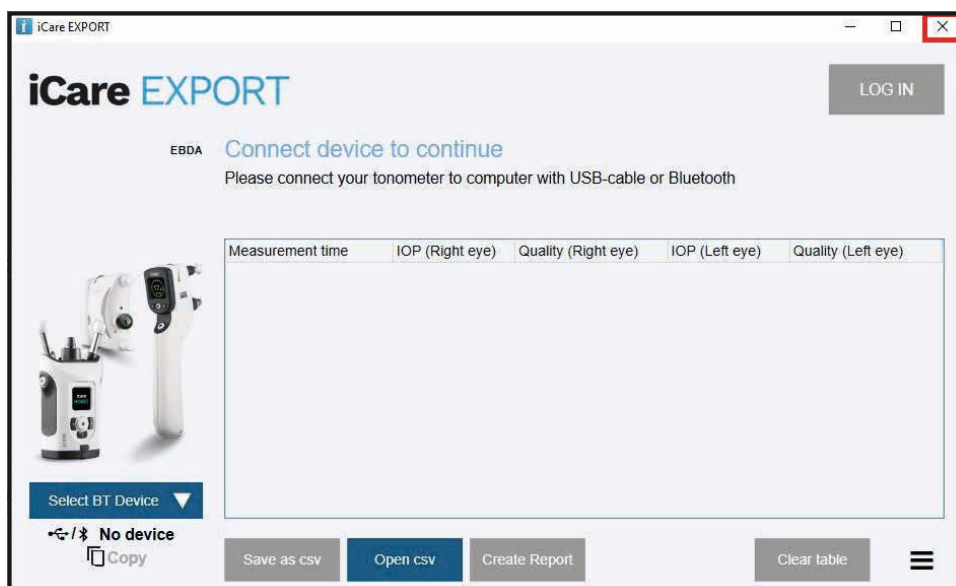 iCare EXPORT
iCare EXPORT
LOG IN
EBDA
Connect device to continue
Please connect your tonometer to computer with USB-cable or Bluetooth
Measurement time IOP (Right eye) Quality (Right eye) IOP (Left eye) Quality (Left eye)
Select BT Device
/ No device
Copy
Save as csv Open csv Create Report Clear table